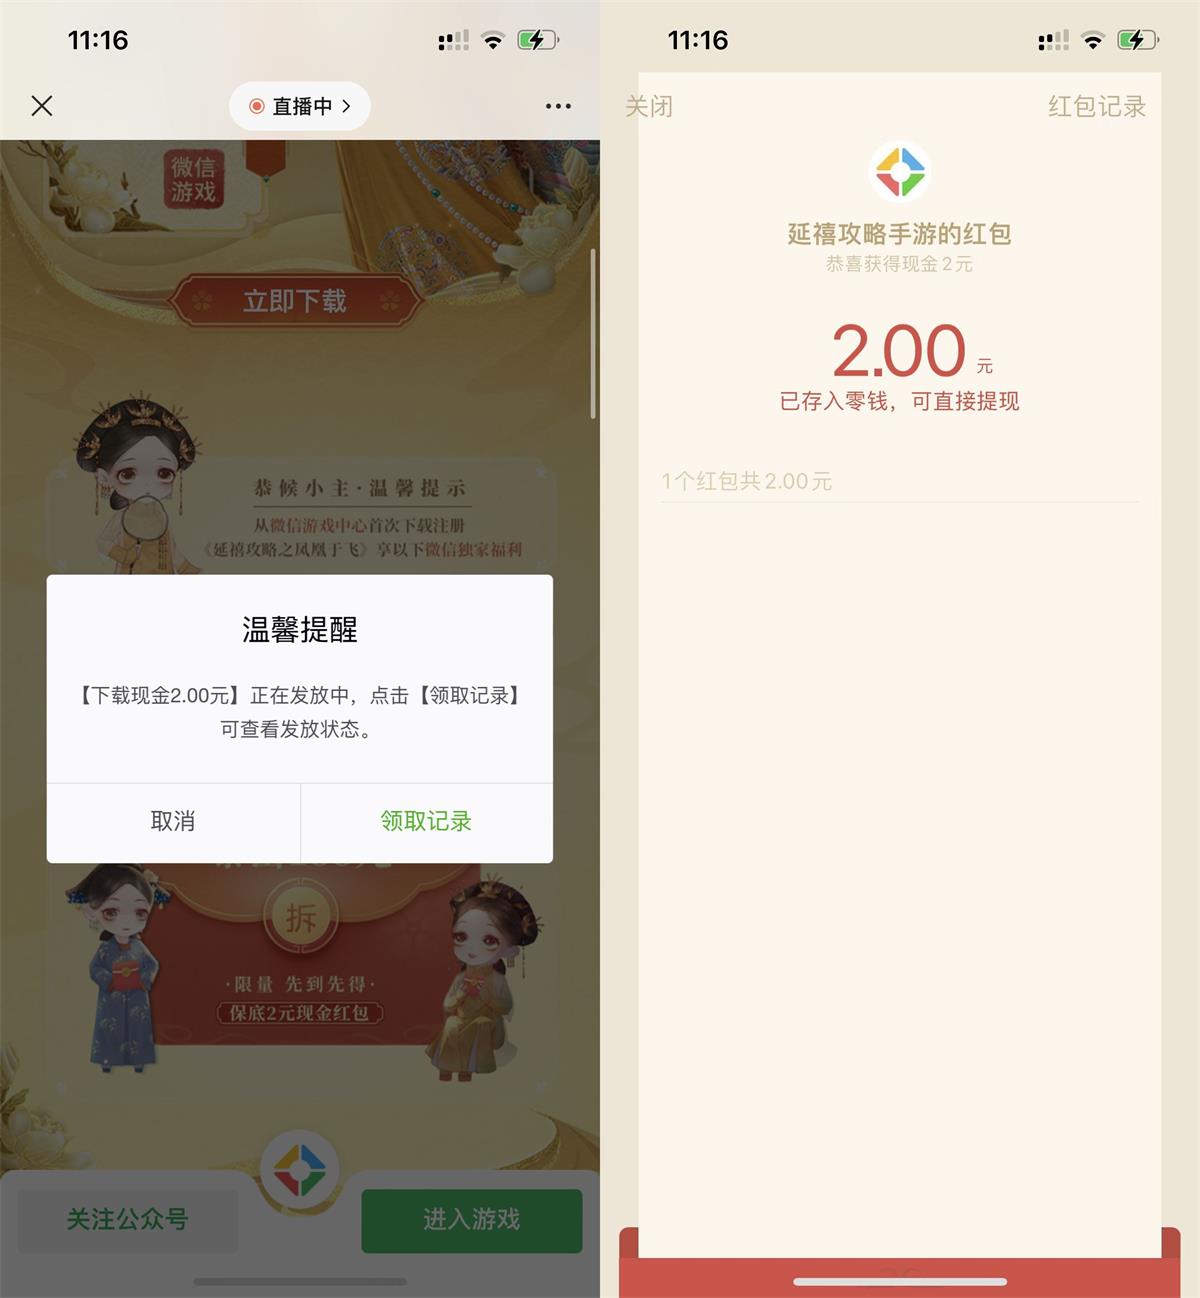 11:16
直播中
微信
游戏
立即下载
恭候小主·温馨提示
从微信游戏中心首次下载注册
《延禧攻略之凤凰于飞》享以下微信独家福利
温馨提醒
【下载现金2.00元】正在发放中，点击【领取记录】
可查看发放状态。
取消
领取记录
拆
·限量 先到先得·
保底2元现金红包
关注公众号
进入游戏
11:16
关闭
红包记录
延禧攻略手游的红包
恭喜获得现金2元
2.00元
已存入零钱，可直接提现
1个红包共2.00元